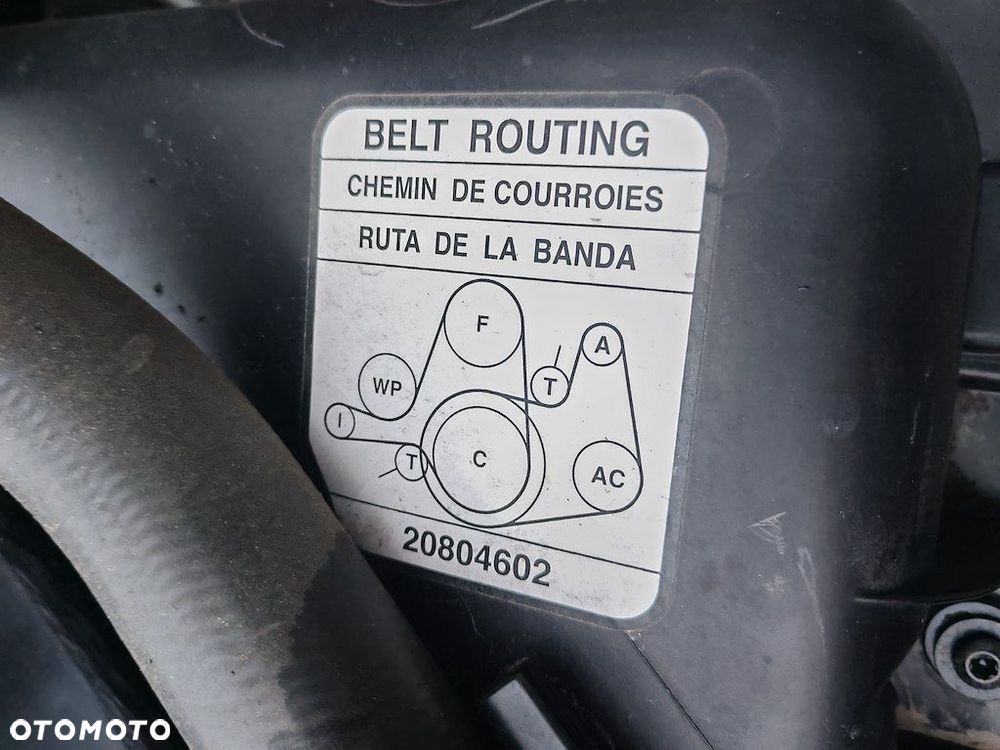 BELT ROUTING
CHEMIN DE COURROIES
RUTA DE LA BANDA
F
A
T
WP
I
T
C
AC
20804602
OTOMOTO